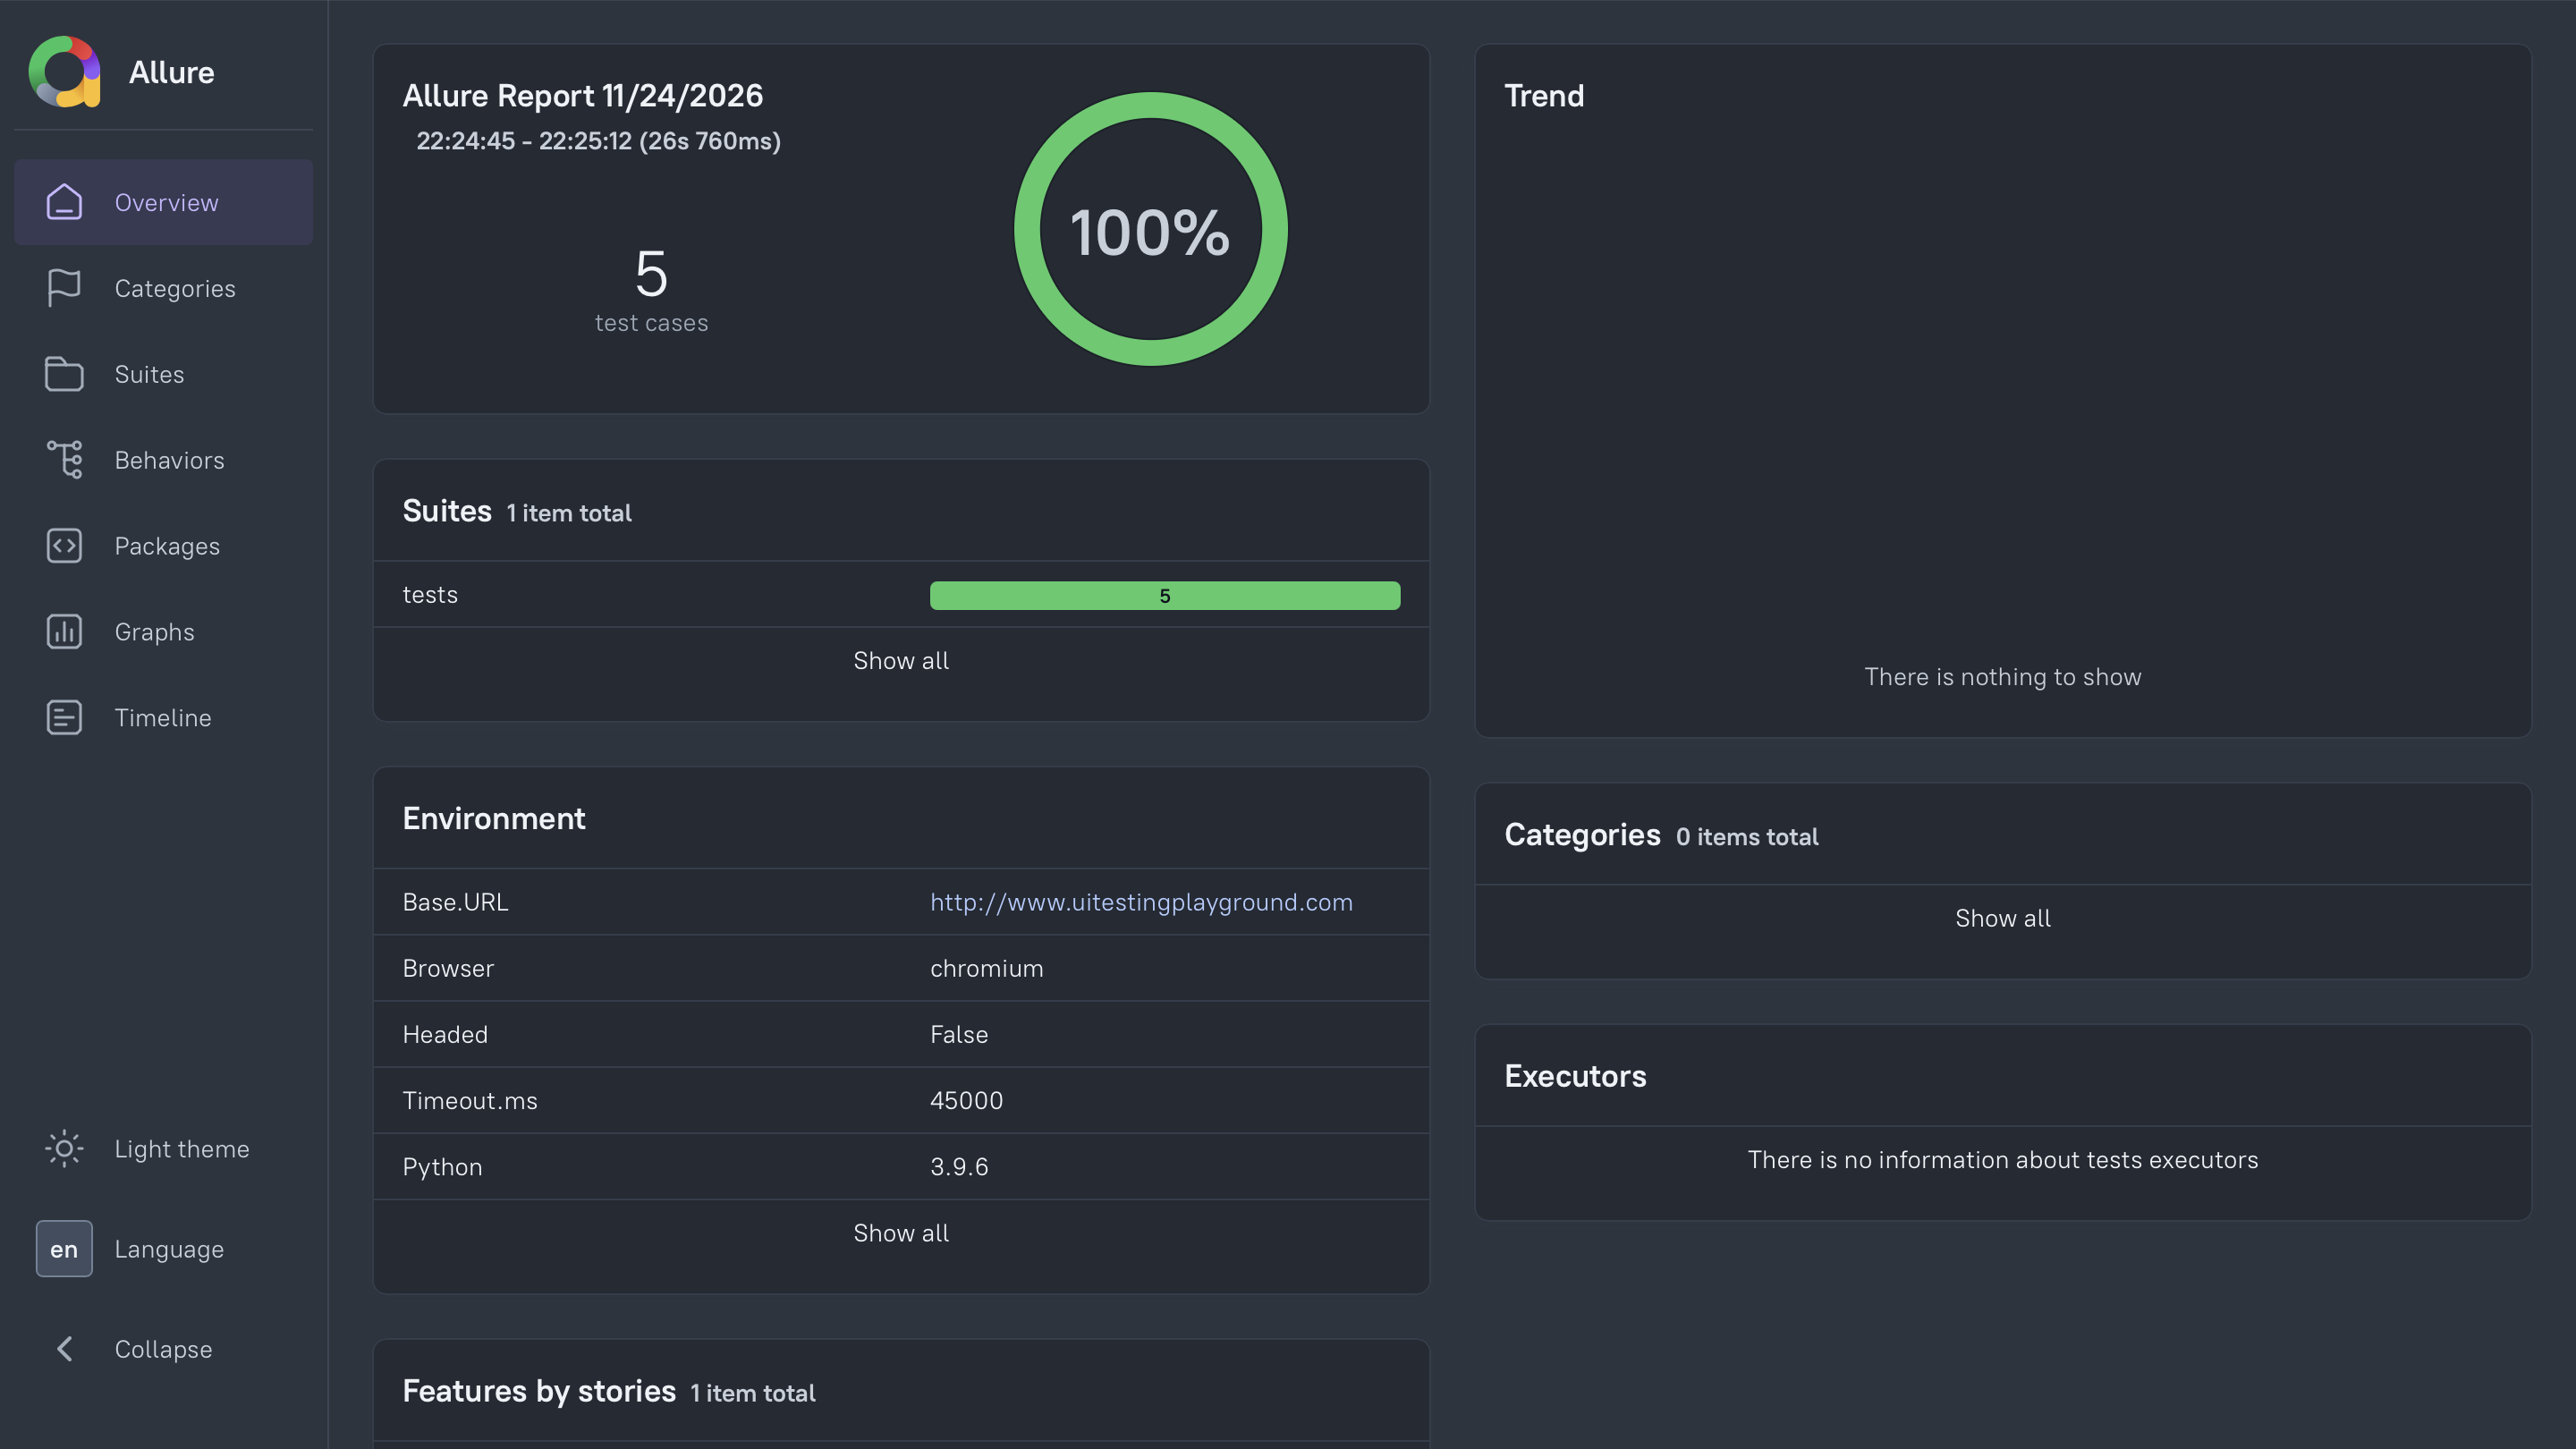 Allure
Overview
Categories
Suites
Behaviors
Packages
Graphs
Timeline
Light theme
en Language
Collapse
Allure Report 11/24/2026
22:24:45 - 22:25:12 (26s 760ms)
5
test cases
100%
Suites 1 item total
tests 5
Show all
Environment
Base.URL http://www.uitestingplayground.com
Browser chromium
Headed False
Timeout.ms 45000
Python 3.9.6
Show all
Features by stories 1 item total
Trend
There is nothing to show
Categories 0 items total
Show all
Executors
There is no information about tests executors